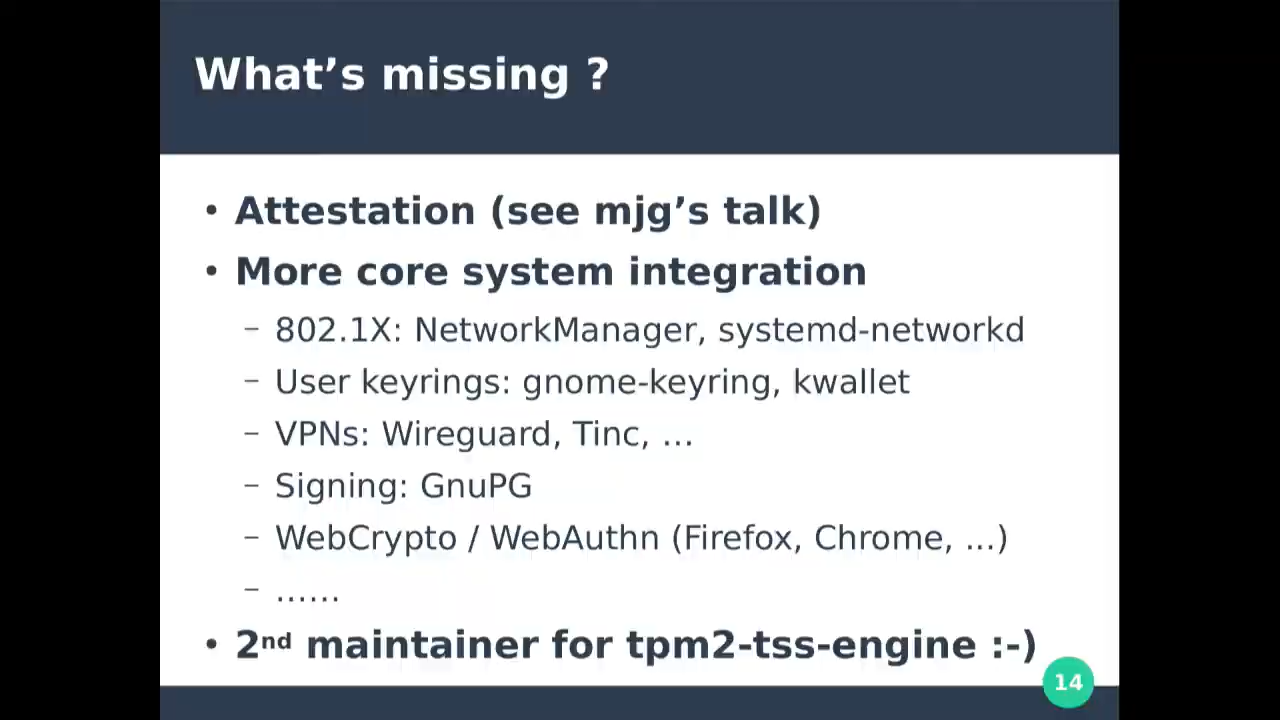 What’s missing ?
• Attestation (see mjg’s talk)
• More core system integration
– 802.1X: NetworkManager, systemd-networkd
– User keyrings: gnome-keyring, kwallet
– VPNs: Wireguard, Tinc, …
– Signing: GnuPG
– WebCrypto / WebAuthn (Firefox, Chrome, ...)
– ……
• 2nd maintainer for tpm2-tss-engine :-)
14